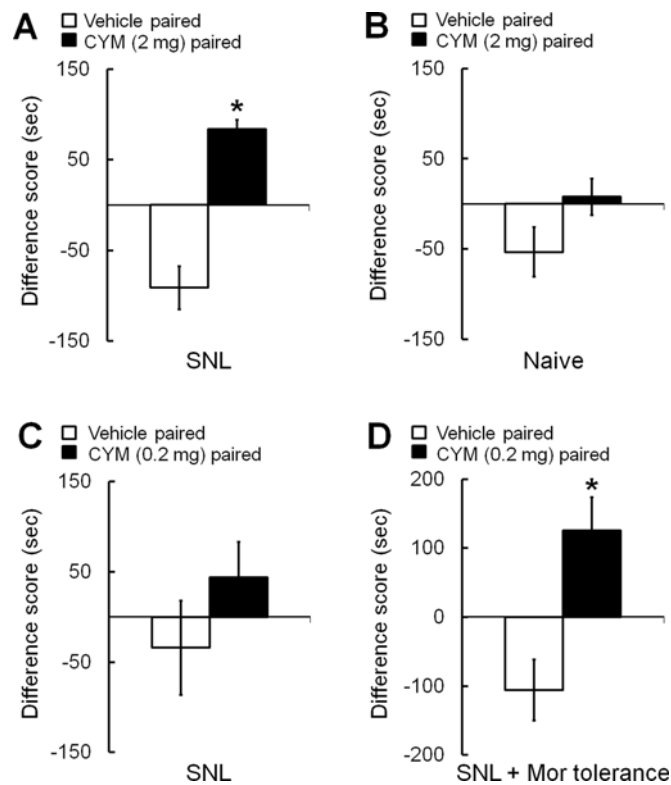 A
Vehicle paired
CYM (2 mg) paired
Difference score (sec)
150
*
50
-50
-150
SNL
B
Vehicle paired
CYM (2 mg) paired
Difference score (sec)
150
50
-50
-150
Naive
C
Vehicle paired
CYM (0.2 mg) paired
Difference score (sec)
150
50
-50
-150
SNL
D
Vehicle paired
CYM (0.2 mg) paired
Difference score (sec)
200
*
100
0
-100
-200
SNL + Mor tolerance